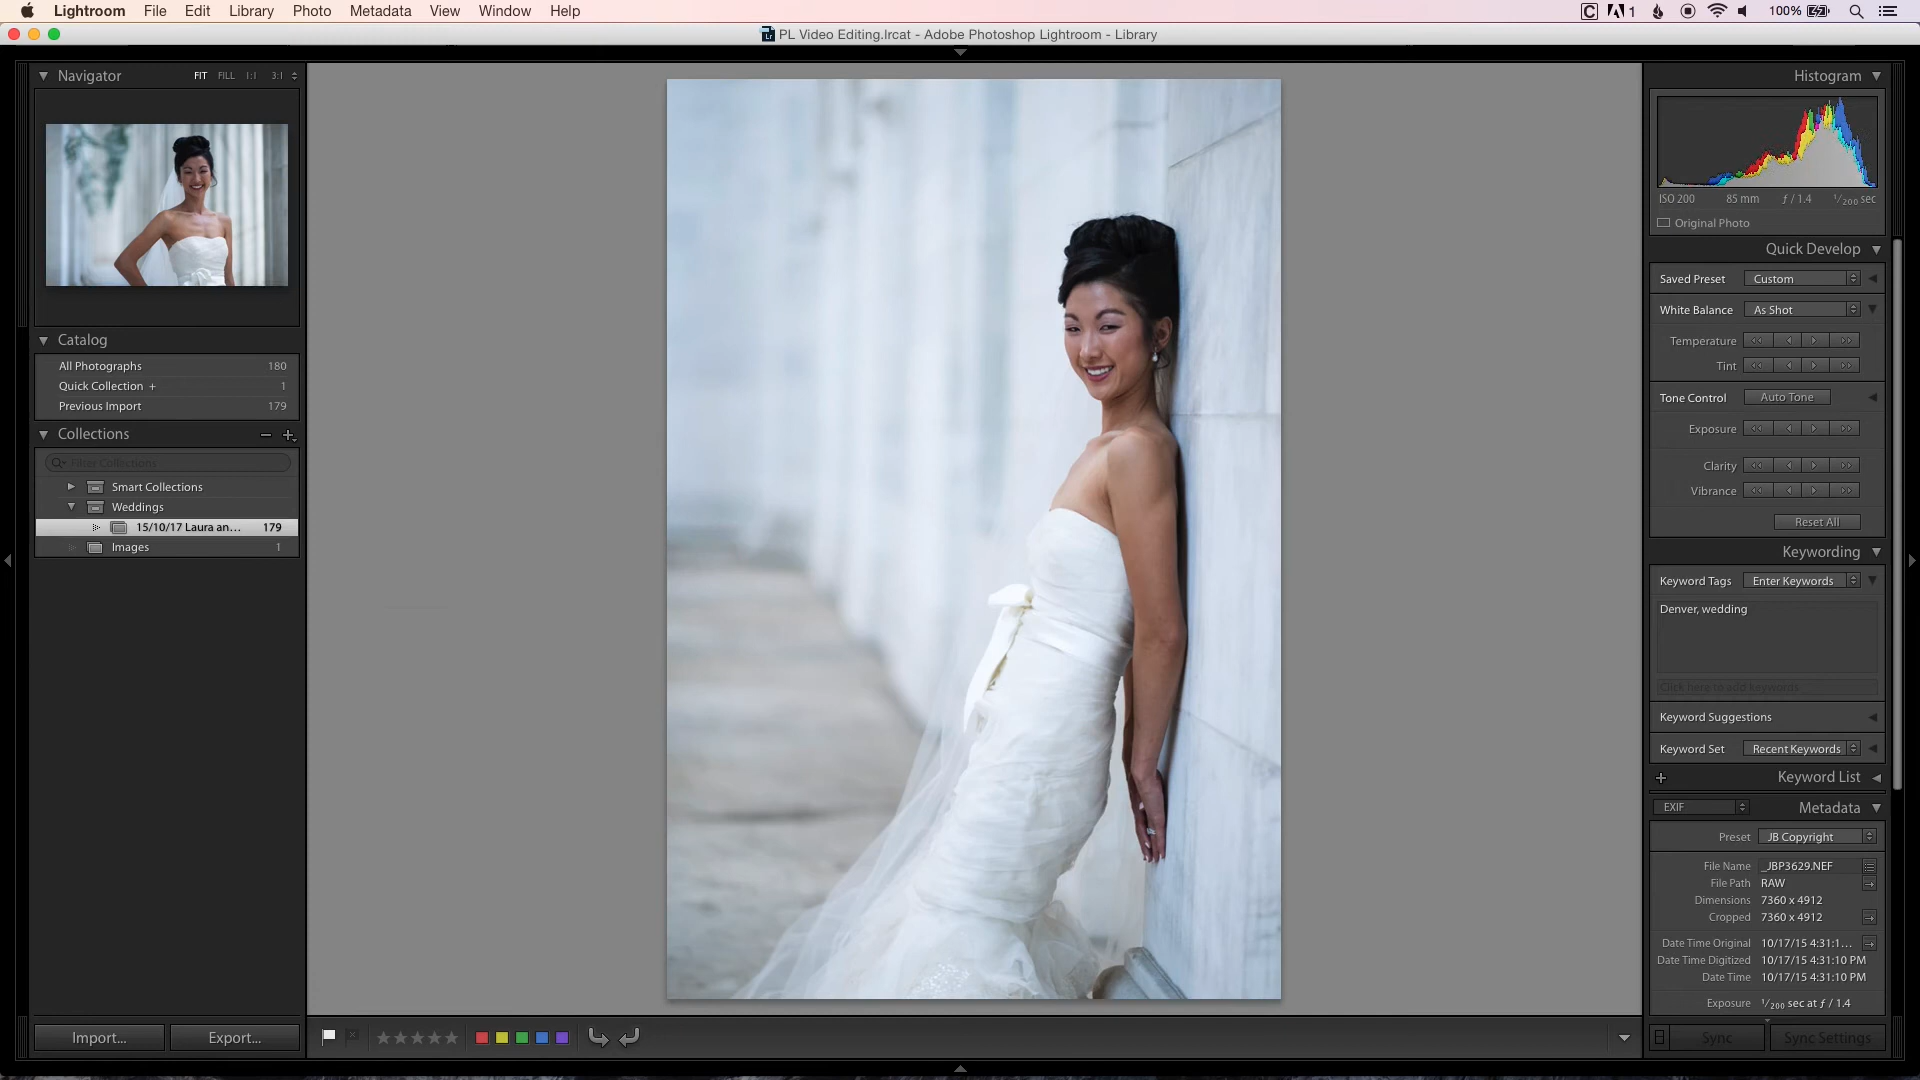 Lightroom File Edit Library Photo Metadata View Window Help 1 100%
PL Video Editing.lrcat - Adobe Photoshop Lightroom - Library
Navigator FIT FILL 1:1 3:1
Catalog
All Photographs 180
Quick Collection + 1
Previous Import 179
Collections
Filter Collections
Smart Collections
Weddings
15/10/17 Laura an... 179
Images 1
Import... Export...
Histogram
ISO 200 85 mm ƒ / 1.4 1/200 sec
Original Photo
Quick Develop
Saved Preset Custom
White Balance As Shot
Temperature
Tint
Tone Control Auto Tone
Exposure
Clarity
Vibrance
Reset All
Keywording
Keyword Tags Enter Keywords
Denver, wedding
Click here to add keywords
Keyword Suggestions
Keyword Set Recent Keywords
Keyword List
EXIF Metadata
Preset JB Copyright
File Name _JBP3629.NEF
File Path RAW
Dimensions 7360 x 4912
Cropped 7360 x 4912
Date Time Original 10/17/15 4:31:1...
Date Time Digitized 10/17/15 4:31:10 PM
Date Time 10/17/15 4:31:10 PM
Exposure 1/200 sec at ƒ / 1.4
Sync Sync Settings